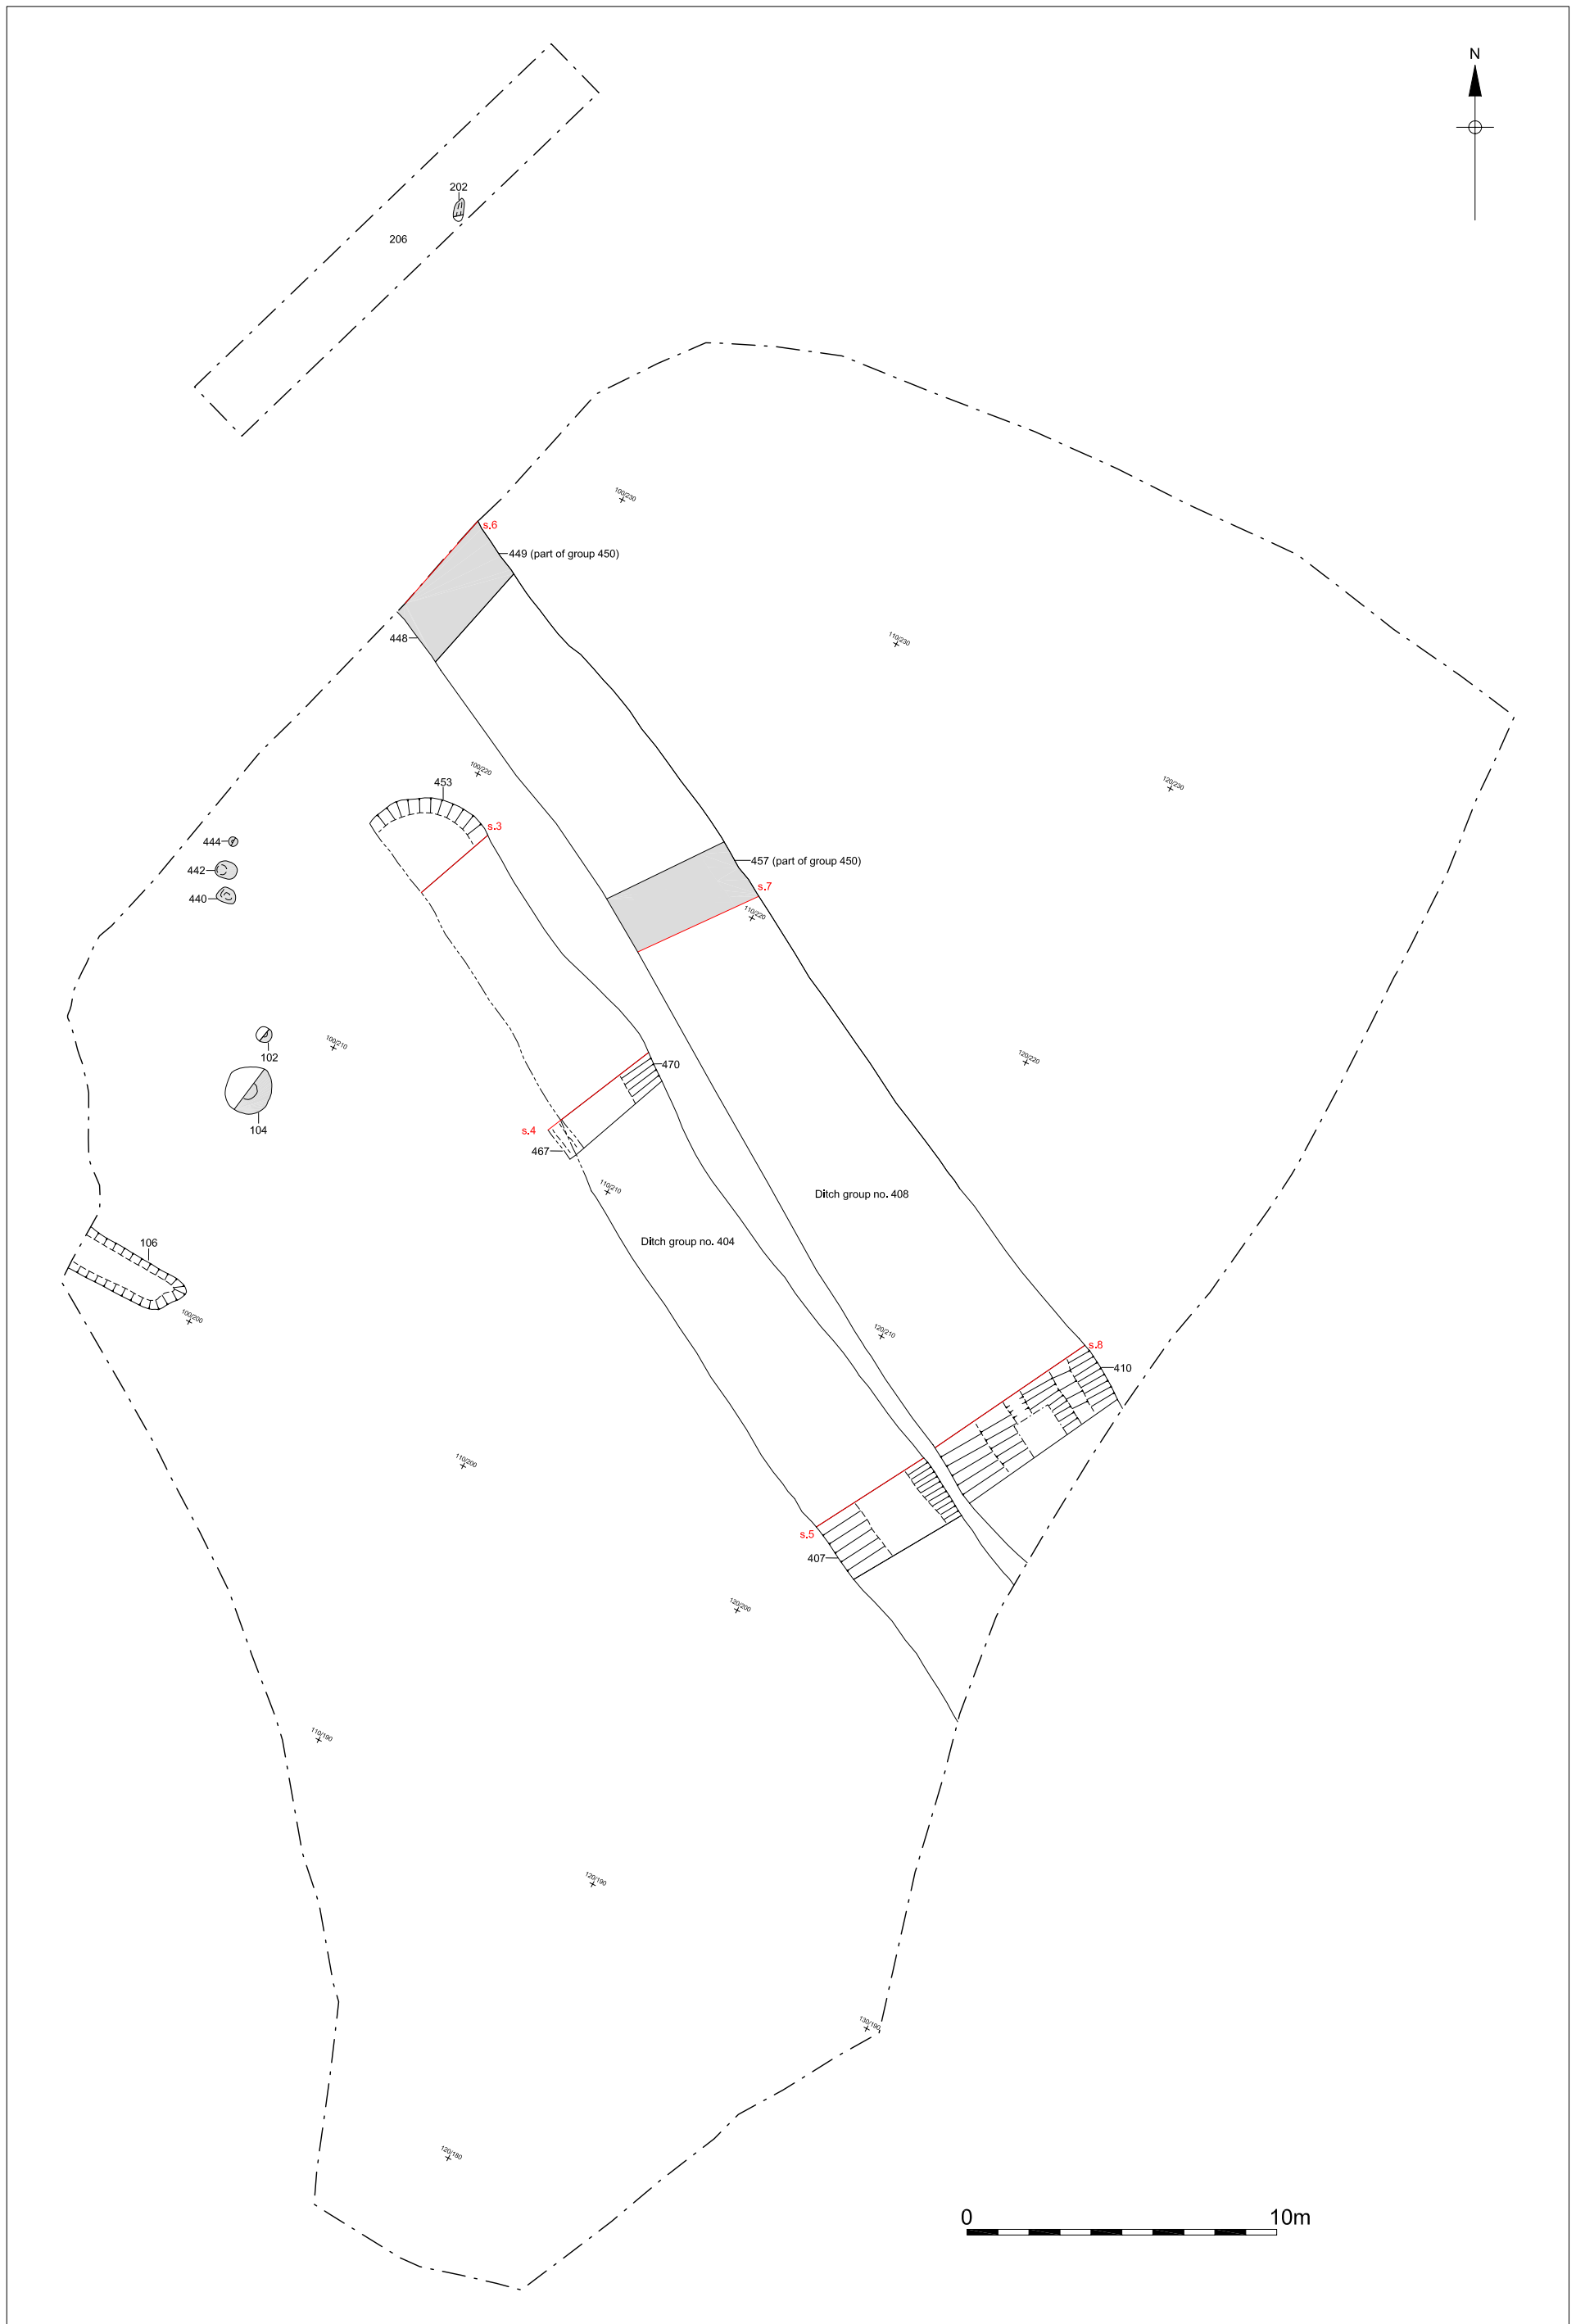 N
202
206
100/230
s.6
449 (part of group 450)
448
110/230
100/220
453
120/230
s.3
444
442
440
457 (part of group 450)
s.7
110/220
102
100/210
120/220
470
104
s.4
467
110/210
Ditch group no. 408
Ditch group no. 404
106
100/200
120/210
s.8
410
110/200
s.5
407
120/200
110/190
120/190
130/190
120/180
0 10m